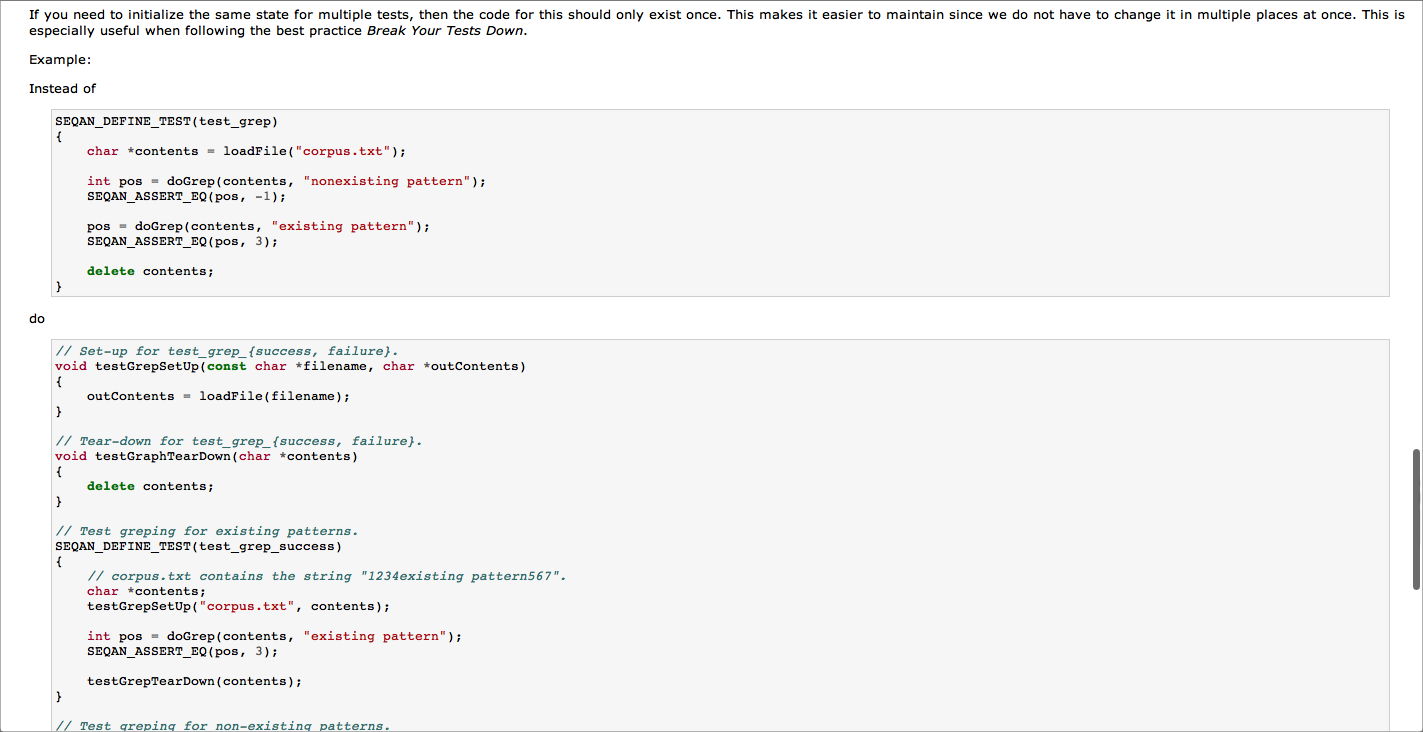 If you need to initialize the same state for multiple tests, then the code for this should only exist once. This makes it easier to maintain since we do not have to change it in multiple places at once. This is
especially useful when following the best practice Break Your Tests Down.
Example:
Instead of
SEQAN_DEFINE_TEST(test_grep)
{
    char *contents = loadFile("corpus.txt");
    int pos = doGrep(contents, "nonexisting pattern");
    SEQAN_ASSERT_EQ(pos, -1);
    pos = doGrep(contents, "existing pattern");
    SEQAN_ASSERT_EQ(pos, 3);
    delete contents;
}
do
// Set-up for test_grep_{success, failure}.
void testGrepSetUp(const char *filename, char *outContents)
{
    outContents = loadFile(filename);
}
// Tear-down for test_grep_{success, failure}.
void testGraphTearDown(char *contents)
{
    delete contents;
}
// Test greping for existing patterns.
SEQAN_DEFINE_TEST(test_grep_success)
{
    // corpus.txt contains the string "1234existing pattern567".
    char *contents;
    testGrepSetUp("corpus.txt", contents);
    int pos = doGrep(contents, "existing pattern");
    SEQAN_ASSERT_EQ(pos, 3);
    testGrepTearDown(contents);
}
// Test greping for non-existing patterns.